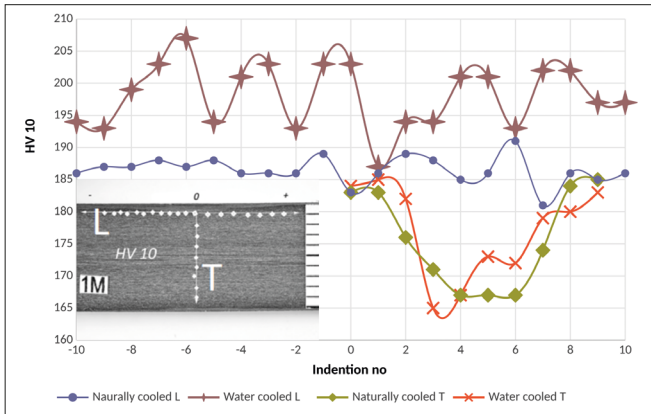 210
205
200
195
190
185
180
175
170
165
160
HV 10
- 0 +
L
HV 10
T
1M
-10 -8 -6 -4 -2 0 2 4 6 8 10
Indention no
Naurally cooled L Water cooled L Naturally cooled T Water cooled T